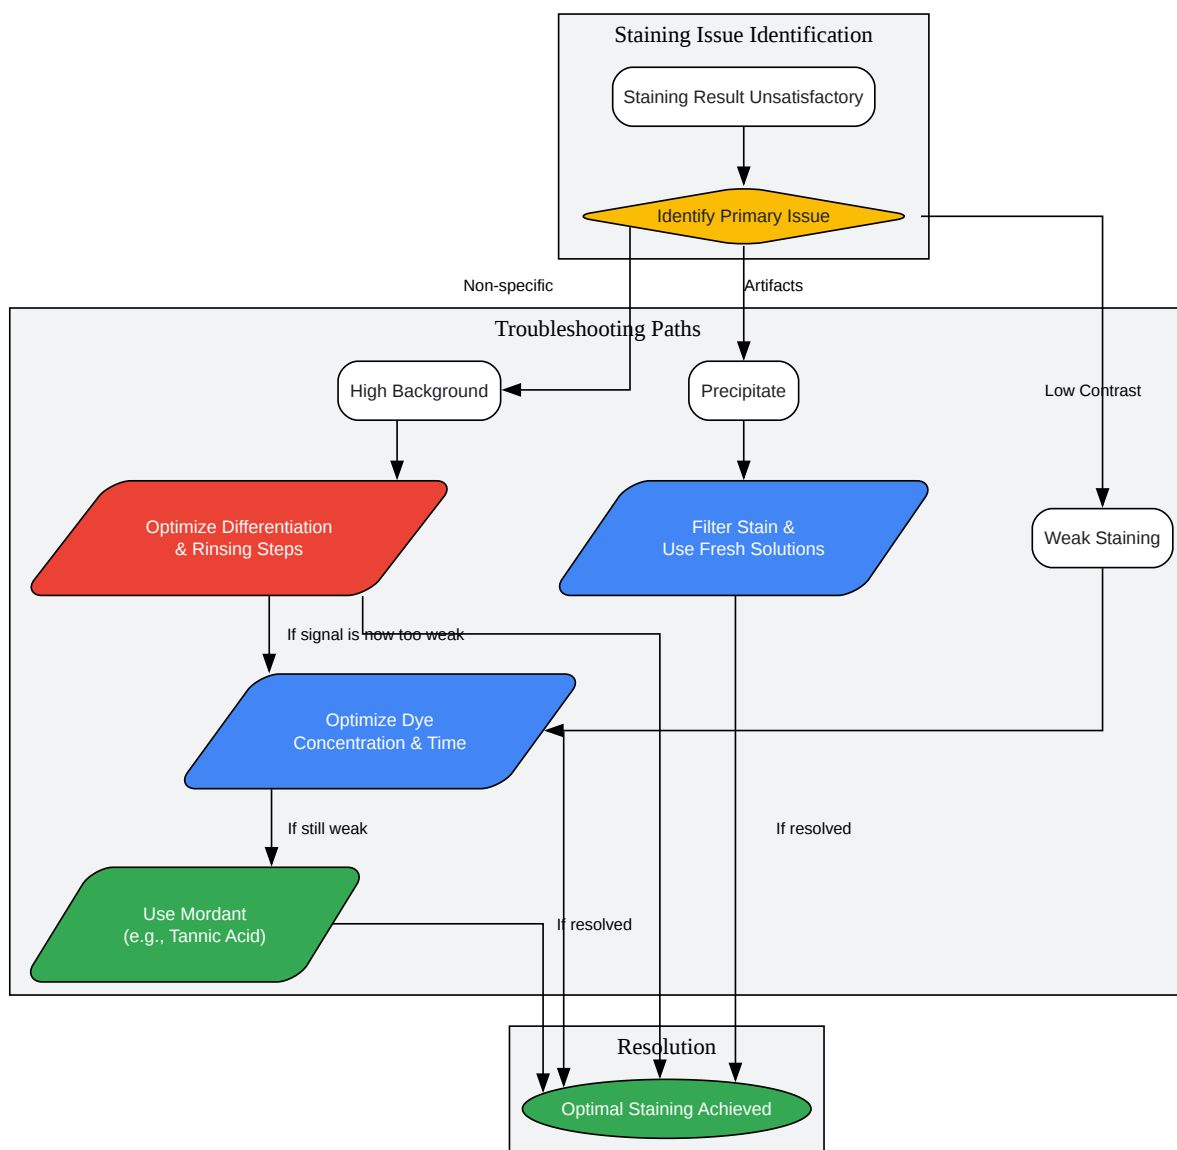 Staining Issue Identification
Staining Result Unsatisfactory
Identify Primary Issue
Non-specific
Artifacts
Troubleshooting Paths
High Background
Precipitate
Low Contrast
Optimize Differentiation
& Rinsing Steps
Filter Stain &
Use Fresh Solutions
Weak Staining
If signal is now too weak
Optimize Dye
Concentration & Time
If still weak
If resolved
Use Mordant
(e.g., Tannic Acid)
If resolved
Resolution
Optimal Staining Achieved